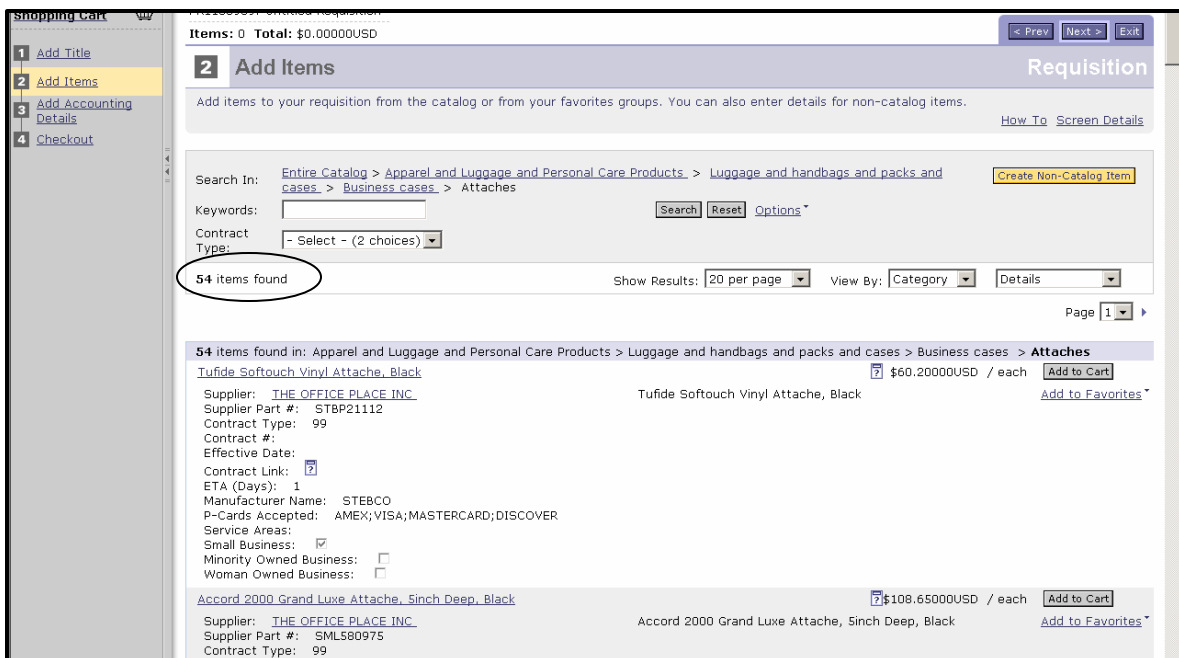 Shopping Cart
1 Add Title
2 Add Items
3 Add Accounting
Details
4 Checkout
Items: 0 Total: $0.00000USD
< Prev Next > Exit
2 Add Items Requisition
Add items to your requisition from the catalog or from your favorites groups. You can also enter details for non-catalog items.
How To Screen Details
Search In: Entire Catalog > Apparel and Luggage and Personal Care Products > Luggage and handbags and packs and
cases > Business cases > Attaches
Create Non-Catalog Item
Keywords: Search Reset Options
Contract
Type: - Select - (2 choices)
54 items found Show Results: 20 per page View By: Category Details
Page 1
54 items found in: Apparel and Luggage and Personal Care Products > Luggage and handbags and packs and cases > Business cases > Attaches
Tufide Softouch Vinyl Attache, Black ? $60.20000USD / each Add to Cart
Supplier: THE OFFICE PLACE INC Tufide Softouch Vinyl Attache, Black Add to Favorites
Supplier Part #: STBP21112
Contract Type: 99
Contract #:
Effective Date:
Contract Link: ?
ETA (Days): 1
Manufacturer Name: STEBCO
P-Cards Accepted: AMEX;VISA;MASTERCARD;DISCOVER
Service Areas:
Small Business:
Minority Owned Business:
Woman Owned Business:
Accord 2000 Grand Luxe Attache, 5inch Deep, Black ? $108.65000USD / each Add to Cart
Supplier: THE OFFICE PLACE INC Accord 2000 Grand Luxe Attache, 5inch Deep, Black Add to Favorites
Supplier Part #: SML580975
Contract Type: 99